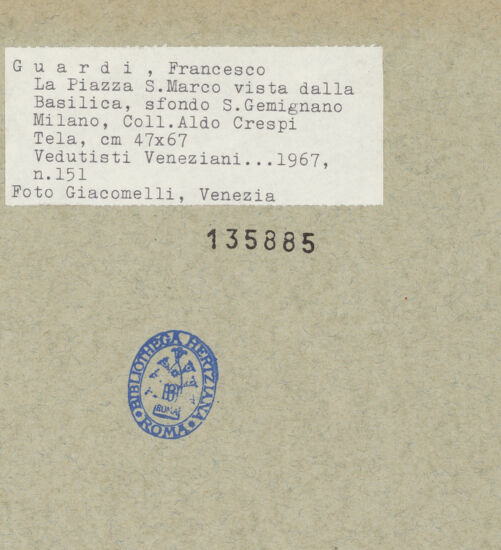 G u a r d i , Francesco
La Piazza S.Marco vista dalla
Basilica, sfondo S.Gemignano
Milano, Coll.Aldo Crespi
Tela, cm 47x67
Vedutisti Veneziani...1967,
n.151
Foto Giacomelli, Venezia
135885
BIBLIOTHECA HERTZIANA
ROMA